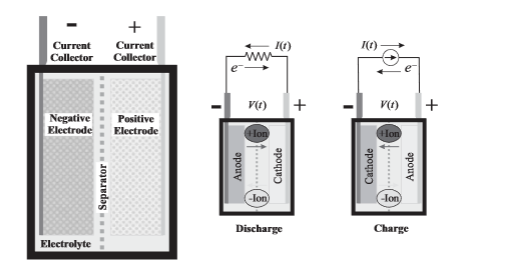 - +
Current Current
Collector Collector
Negative Positive
Electrode Electrode
Separator
Electrolyte
I(t)
e-
- V(t) +
+Ion
Anode Cathode
-Ion
Discharge
I(t)
e-
- V(t) +
+Ion
Cathode Anode
-Ion
Charge